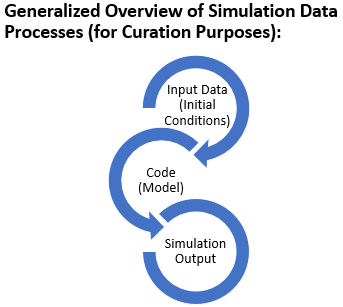 Generalized Overview of Simulation Data
Processes (for Curation Purposes):
Input Data
(Initial
Conditions)
Code
(Model)
Simulation
Output